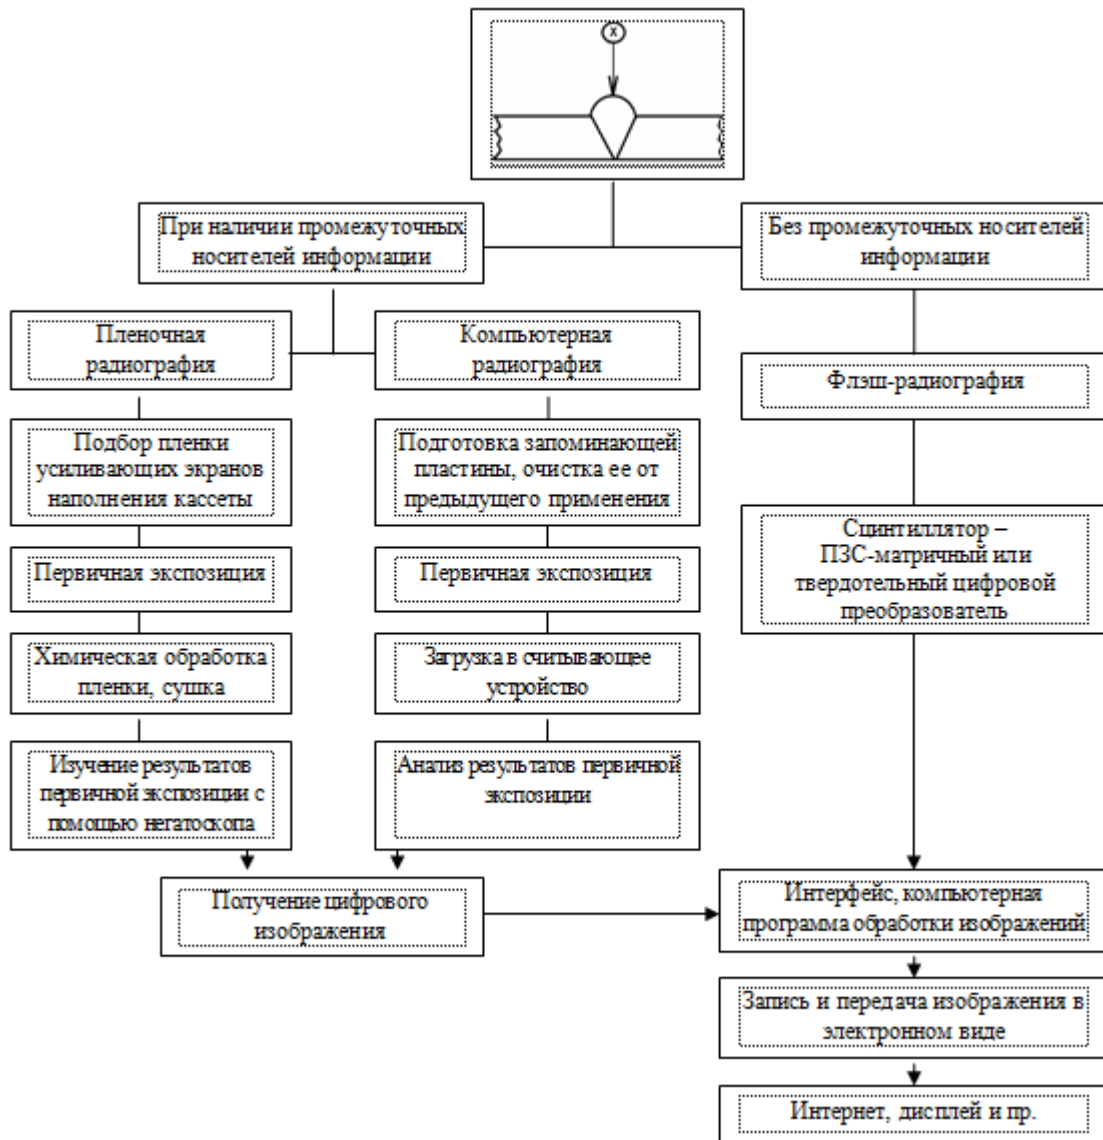 X
При наличии промежуточных
носителей информации
Без промежуточных носителей
информации
Пленочная
радиография
Компьютерная
радиография
Флэш-радиография
Подбор пленки
усиливающих экранов
наполнения кассеты
Подготовка запоминающей
пластины, очистка ее от
предыдущего применения
Сцинтиллятор –
ПЗС-матричный или
твердотельный цифровой
преобразователь
Первичная экспозиция
Первичная экспозиция
Химическая обработка
пленки, сушка
Загрузка в считывающее
устройство
Изучение результатов
первичной экспозиции с
помощью негатоскопа
Анализ результатов первичной
экспозиции
Получение цифрового
изображения
Интерфейс, компьютерная
программа обработки изображений
Запись и передача изображения в
электронном виде
Интернет, дисплей и пр.